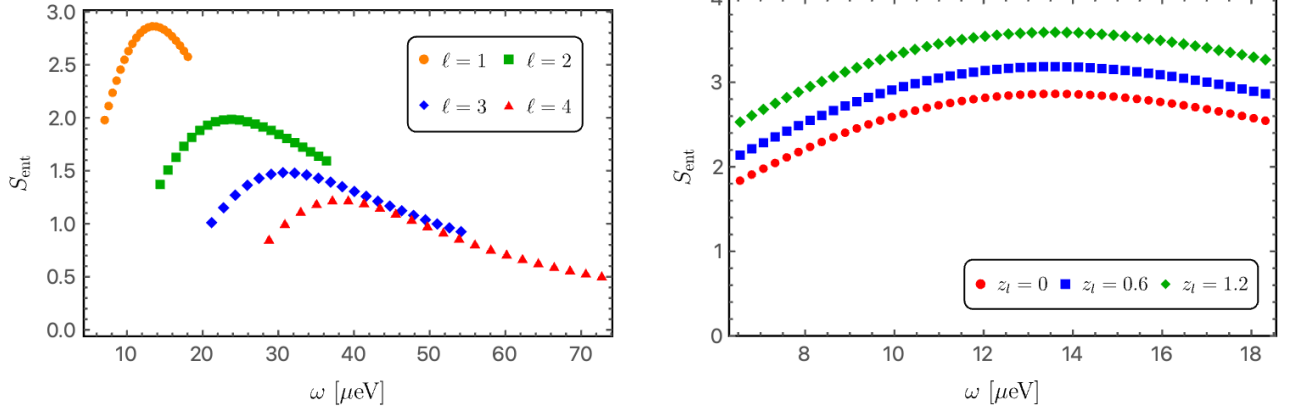 3.0
2.5
2.0
1.5
1.0
0.5
0.0
S_ent
ℓ = 1 ℓ = 2
ℓ = 3 ℓ = 4
10 20 30 40 50 60 70
ω [μeV]
4
3
2
1
0
S_ent
z_l = 0 z_l = 0.6 z_l = 1.2
8 10 12 14 16 18
ω [μeV]